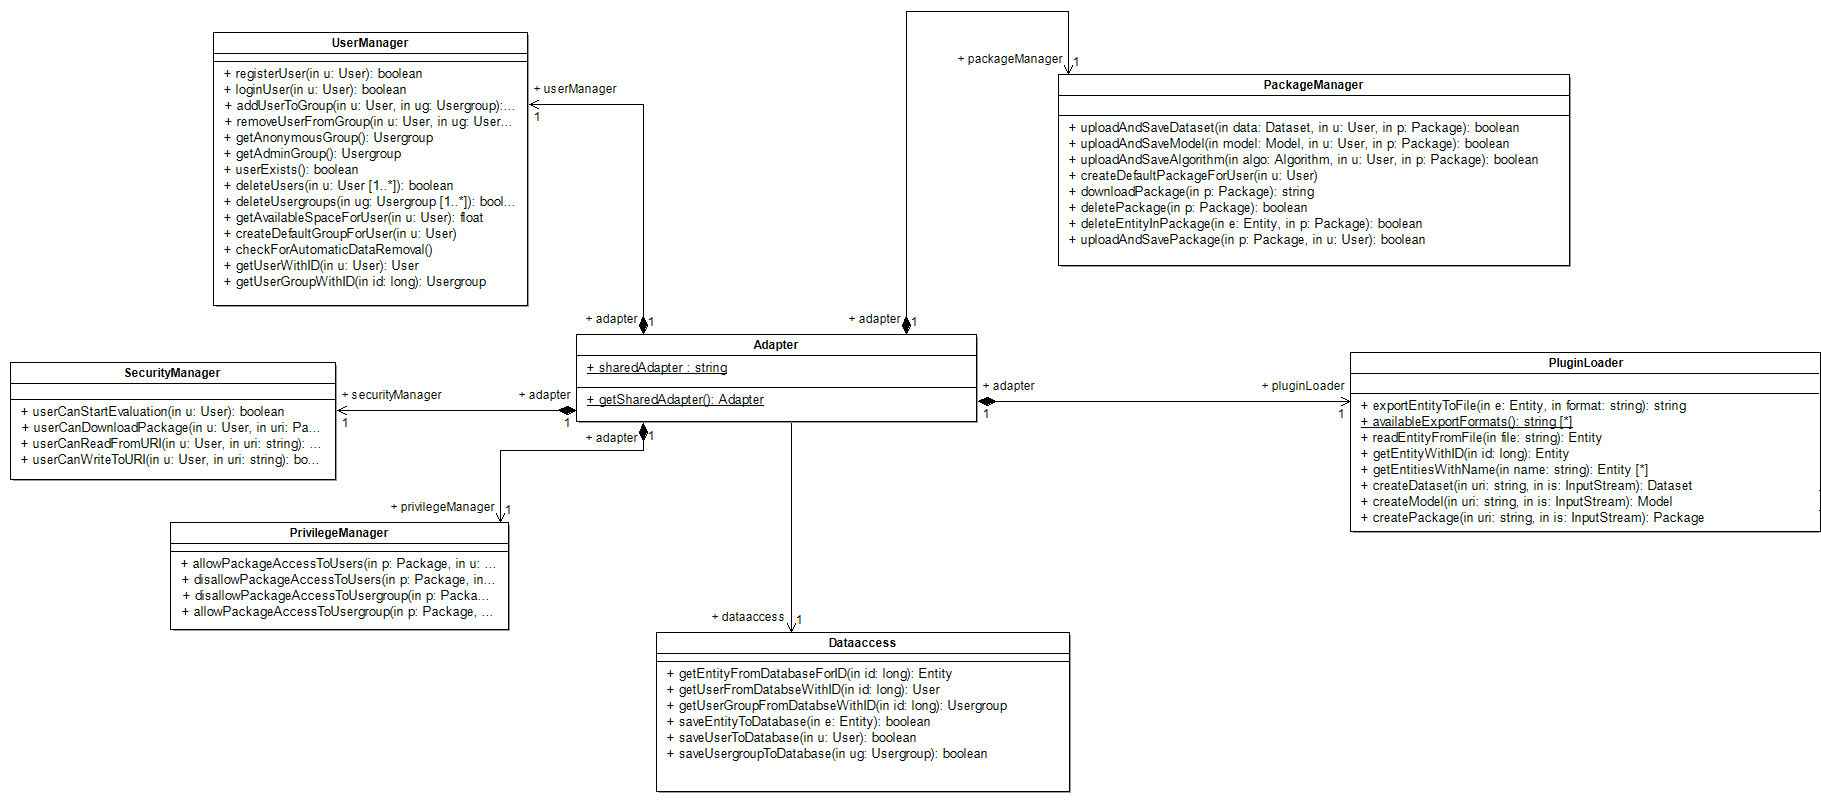 UserManager
+ registerUser(in u: User): boolean
+ loginUser(in u: User): boolean
+ addUserToGroup(in u: User, in ug: Usergroup):...
+ removeUserFromGroup(in u: User, in ug: User...
+ getAnonymousGroup(): Usergroup
+ getAdminGroup(): Usergroup
+ userExists(): boolean
+ deleteUsers(in u: User [1..*]): boolean
+ deleteUsergroups(in ug: Usergroup [1..*]): bool...
+ getAvailableSpaceForUser(in u: User): float
+ createDefaultGroupForUser(in u: User)
+ checkForAutomaticDataRemoval()
+ getUserWithID(in u: User): User
+ getUserGroupWithID(in id: long): Usergroup
+ userManager
1
+ packageManager
1
PackageManager
+ uploadAndSaveDataset(in data: Dataset, in u: User, in p: Package): boolean
+ uploadAndSaveModel(in model: Model, in u: User, in p: Package): boolean
+ uploadAndSaveAlgorithm(in algo: Algorithm, in u: User, in p: Package): boolean
+ createDefaultPackageForUser(in u: User)
+ downloadPackage(in p: Package): string
+ deletePackage(in p: Package): boolean
+ deleteEntityInPackage(in e: Entity, in p: Package): boolean
+ uploadAndSavePackage(in p: Package, in u: User): boolean
+ adapter
1
+ adapter
1
Adapter
+ sharedAdapter : string
+ getSharedAdapter(): Adapter
SecurityManager
+ userCanStartEvaluation(in u: User): boolean
+ userCanDownloadPackage(in u: User, in uri: Pa...
+ userCanReadFromURI(in u: User, in uri: string): ...
+ userCanWriteToURI(in u: User, in uri: string): bo...
+ securityManager
1
+ adapter
1
+ adapter
1
+ adapter
1
+ pluginLoader
1
PluginLoader
+ exportEntityToFile(in e: Entity, in format: string): string
+ availableExportFormats(): string [*]
+ readEntityFromFile(in file: string): Entity
+ getEntityWithID(in id: long): Entity
+ getEntitiesWithName(in name: string): Entity [*]
+ createDataset(in uri: string, in is: InputStream): Dataset
+ createModel(in uri: string, in is: InputStream): Model
+ createPackage(in uri: string, in is: InputStream): Package
+ privilegeManager
1
PrivilegeManager
+ allowPackageAccessToUsers(in p: Package, in u: ...
+ disallowPackageAccessToUsers(in p: Package, in...
+ disallowPackageAccessToUsergroup(in p: Packa...
+ allowPackageAccessToUsergroup(in p: Package, ...
+ dataaccess
1
Dataaccess
+ getEntityFromDatabaseForID(in id: long): Entity
+ getUserFromDatabseWithID(in id: long): User
+ getUserGroupFromDatabseWithID(in id: long): Usergroup
+ saveEntityToDatabase(in e: Entity): boolean
+ saveUserToDatabase(in u: User): boolean
+ saveUsergroupToDatabase(in ug: Usergroup): boolean